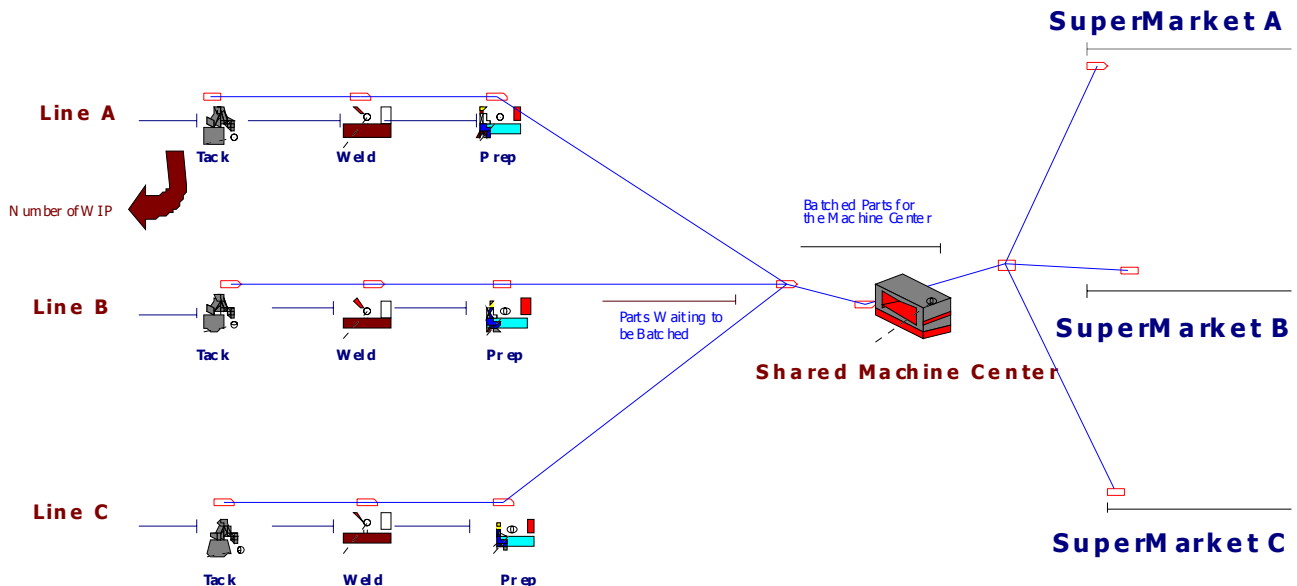 SuperMarket A
Line A
Tack
Weld
Prep
Number of WIP
Batched Parts for
the Machine Center
Line B
Parts Waiting to
be Batched
Tack
Weld
Prep
SuperMarket B
Shared Machine Center
Line C
SuperMarket C
Tack
Weld
Prep